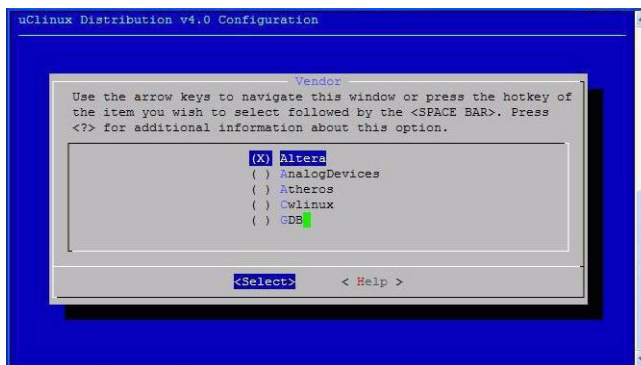 uClinux Distribution v4.0 Configuration
Vendor
Use the arrow keys to navigate this window or press the hotkey of
the item you wish to select followed by the <SPACE BAR>. Press
<?> for additional information about this option.
(X) Altera
( ) AnalogDevices
( ) Atheros
( ) Cwlinux
( ) GDB
<Select> < Help >